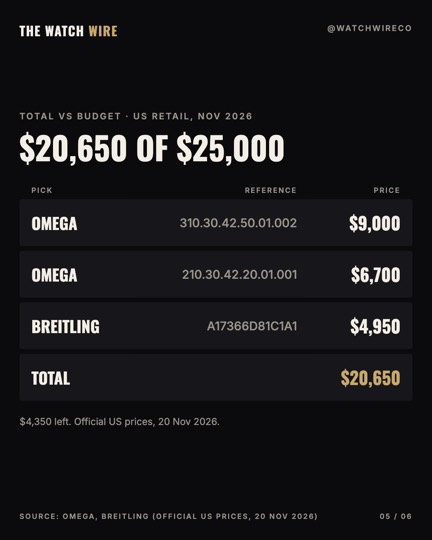 THE WATCH WIRE
@WATCHWIRECO
TOTAL VS BUDGET · US RETAIL, NOV 2026
$20,650 OF $25,000
PICK REFERENCE PRICE
OMEGA 310.30.42.50.01.002 $9,000
OMEGA 210.30.42.20.01.001 $6,700
BREITLING A17366D81C1A1 $4,950
TOTAL $20,650
$4,350 left. Official US prices, 20 Nov 2026.
SOURCE: OMEGA, BREITLING (OFFICIAL US PRICES, 20 NOV 2026) 05 / 06